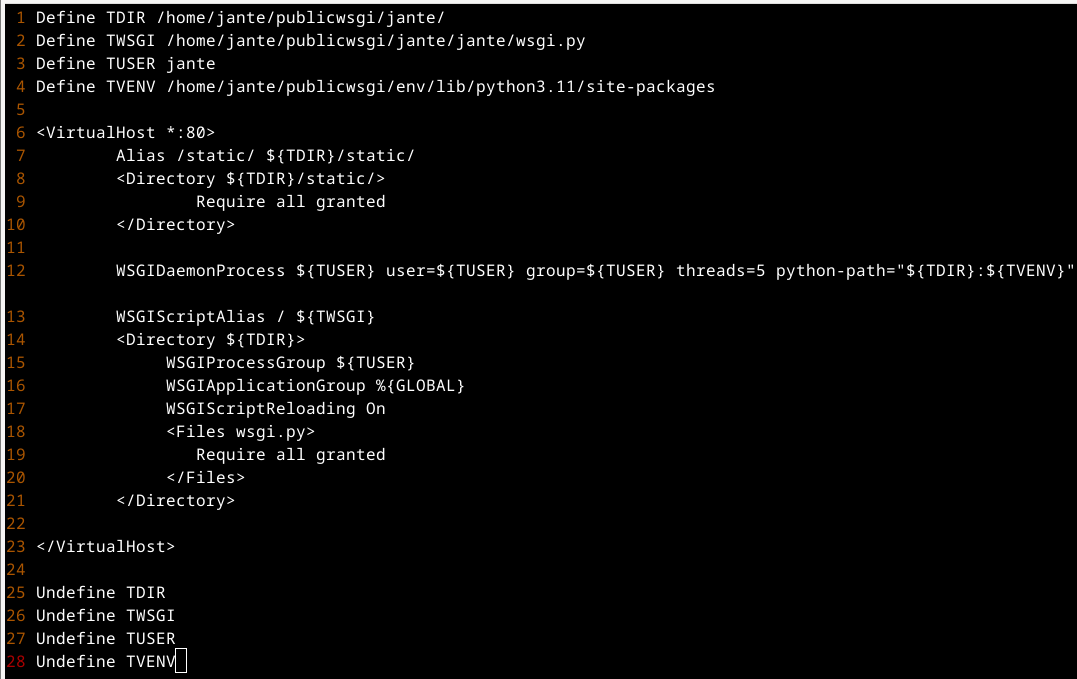 1 Define TDIR /home/jante/publicwsgi/jante/
2 Define TWSGI /home/jante/publicwsgi/jante/jante/wsgi.py
3 Define TUSER jante
4 Define TVENV /home/jante/publicwsgi/env/lib/python3.11/site-packages
5
6 <VirtualHost *:80>
7         Alias /static/ ${TDIR}/static/
8         <Directory ${TDIR}/static/>
9                 Require all granted
10         </Directory>
11
12         WSGIDaemonProcess ${TUSER} user=${TUSER} group=${TUSER} threads=5 python-path="${TDIR}:${TVENV}"
13         WSGIScriptAlias / ${TWSGI}
14         <Directory ${TDIR}>
15              WSGIProcessGroup ${TUSER}
16              WSGIApplicationGroup %{GLOBAL}
17              WSGIScriptReloading On
18              <Files wsgi.py>
19                 Require all granted
20              </Files>
21         </Directory>
22
23 </VirtualHost>
24
25 Undefine TDIR
26 Undefine TWSGI
27 Undefine TUSER
28 Undefine TVENV